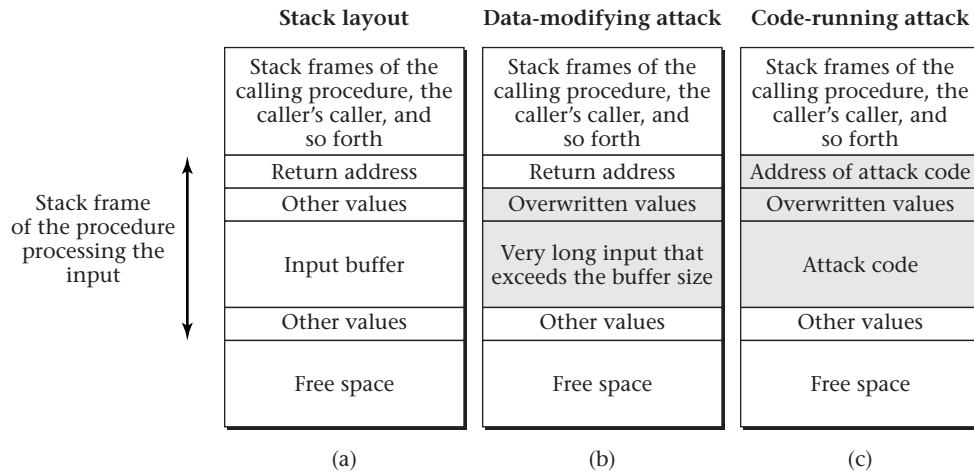 Stack layout
Data-modifying attack
Code-running attack
Stack frames of the
calling procedure, the
caller's caller, and
so forth
Return address
Other values
Input buffer
Other values
Free space
Stack frames of the
calling procedure, the
caller's caller, and
so forth
Return address
Overwritten values
Very long input that
exceeds the buffer size
Other values
Free space
Stack frames of the
calling procedure, the
caller's caller, and
so forth
Address of attack code
Overwritten values
Attack code
Other values
Free space
Stack frame
of the procedure
processing the
input
(a)
(b)
(c)